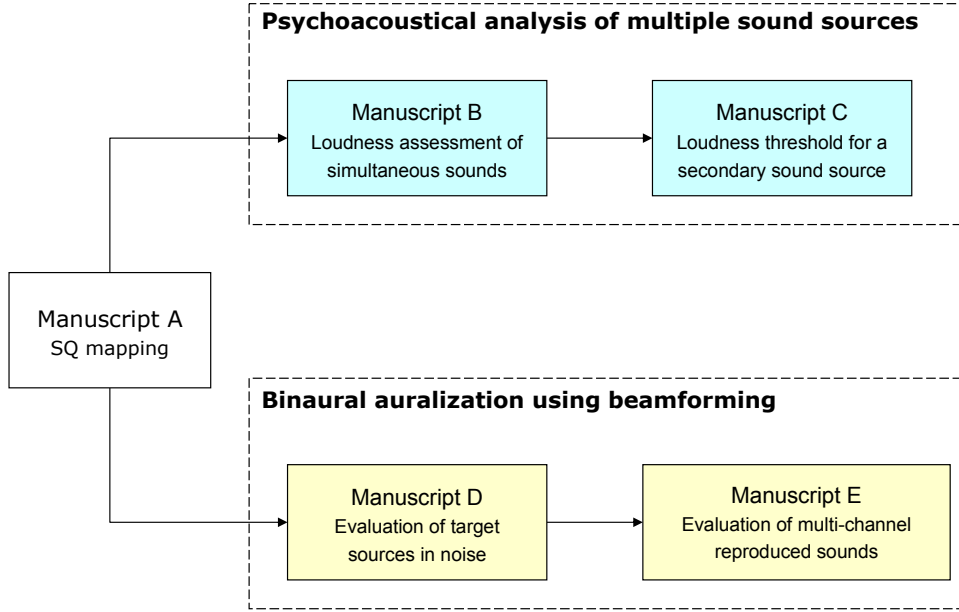 Psychoacoustical analysis of multiple sound sources
Manuscript B
Loudness assessment of
simultaneous sounds
Manuscript C
Loudness threshold for a
secondary sound source
Manuscript A
SQ mapping
Binaural auralization using beamforming
Manuscript D
Evaluation of target
sources in noise
Manuscript E
Evaluation of multi-channel
reproduced sounds